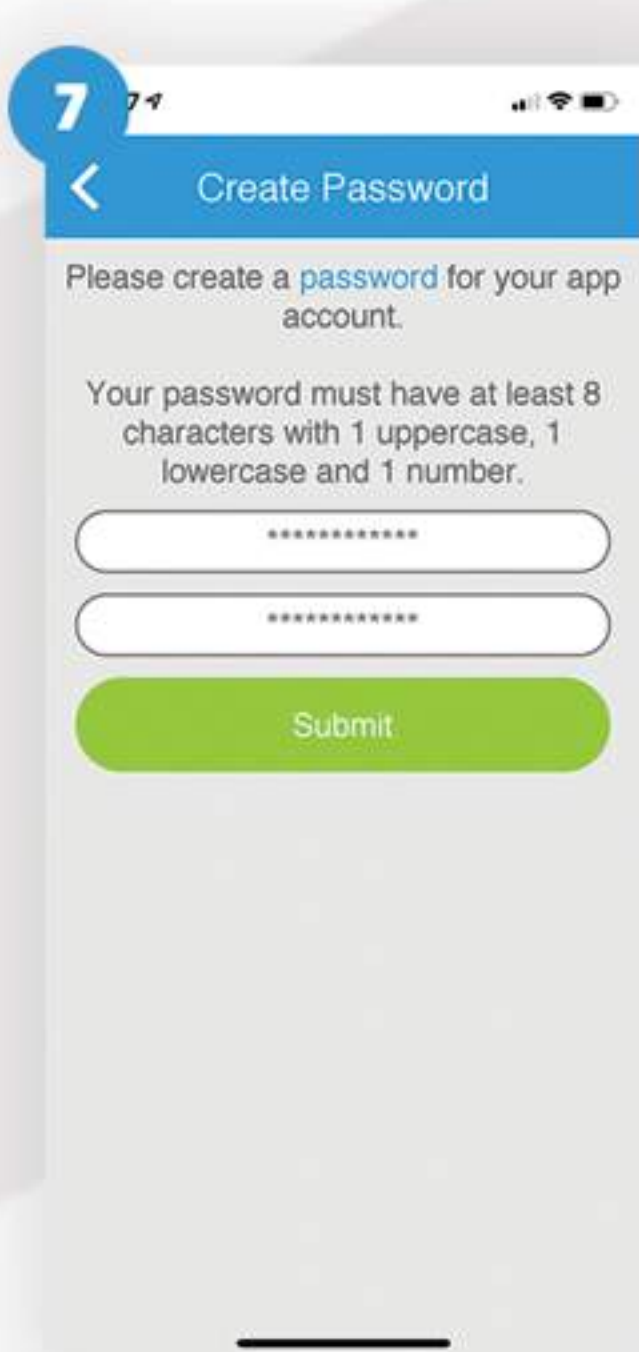 7
Create Password
Please create a password for your app
account.
Your password must have at least 8
characters with 1 uppercase, 1
lowercase and 1 number.
************
************
Submit